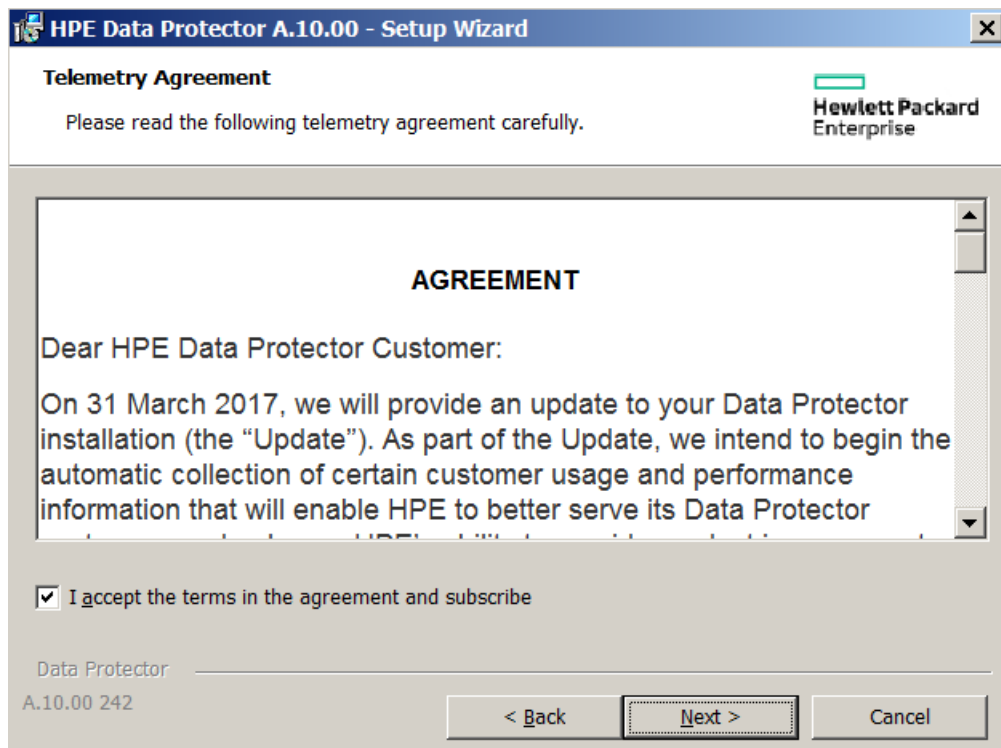 HPE Data Protector A.10.00 - Setup Wizard
Telemetry Agreement
Please read the following telemetry agreement carefully.
Hewlett Packard
Enterprise
AGREEMENT
Dear HPE Data Protector Customer:
On 31 March 2017, we will provide an update to your Data Protector
installation (the “Update”). As part of the Update, we intend to begin the
automatic collection of certain customer usage and performance
information that will enable HPE to better serve its Data Protector
I accept the terms in the agreement and subscribe
Data Protector
A.10.00 242
< Back
Next >
Cancel